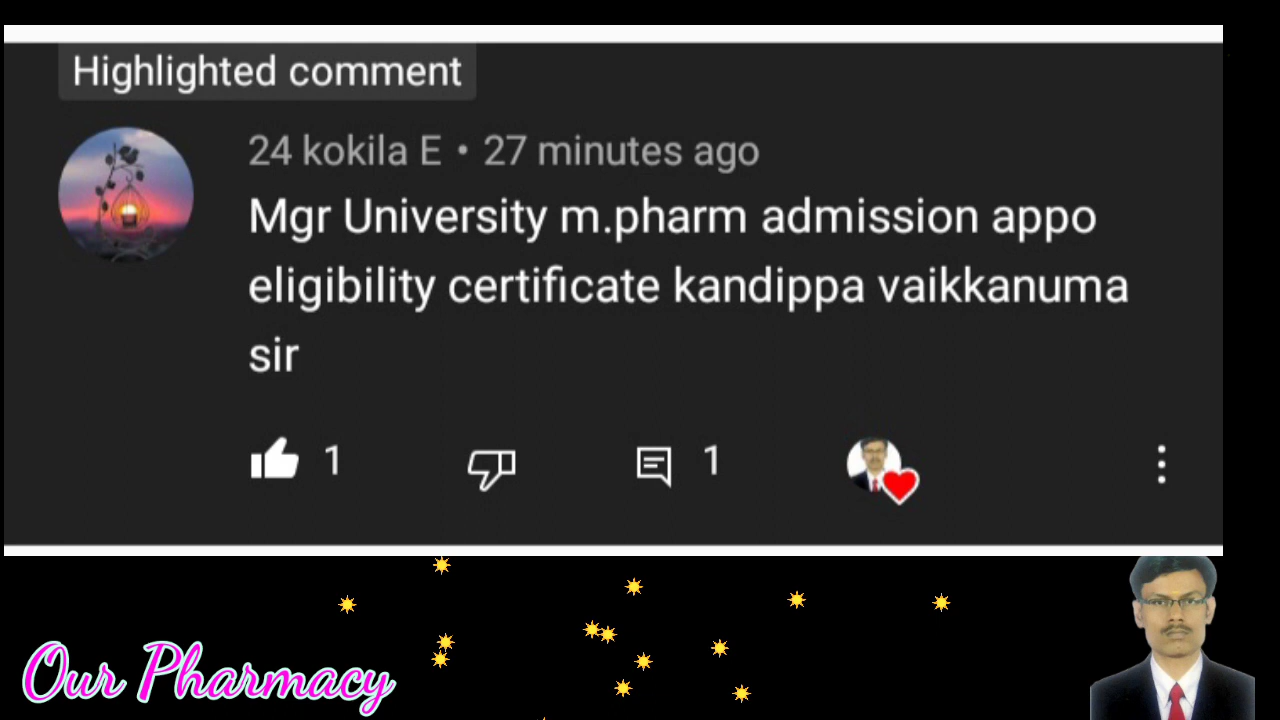 Highlighted comment
24 kokila E • 27 minutes ago
Mgr University m.pharm admission appo
eligibility certificate kandippa vaikkanuma
sir
1 1
Our Pharmacy